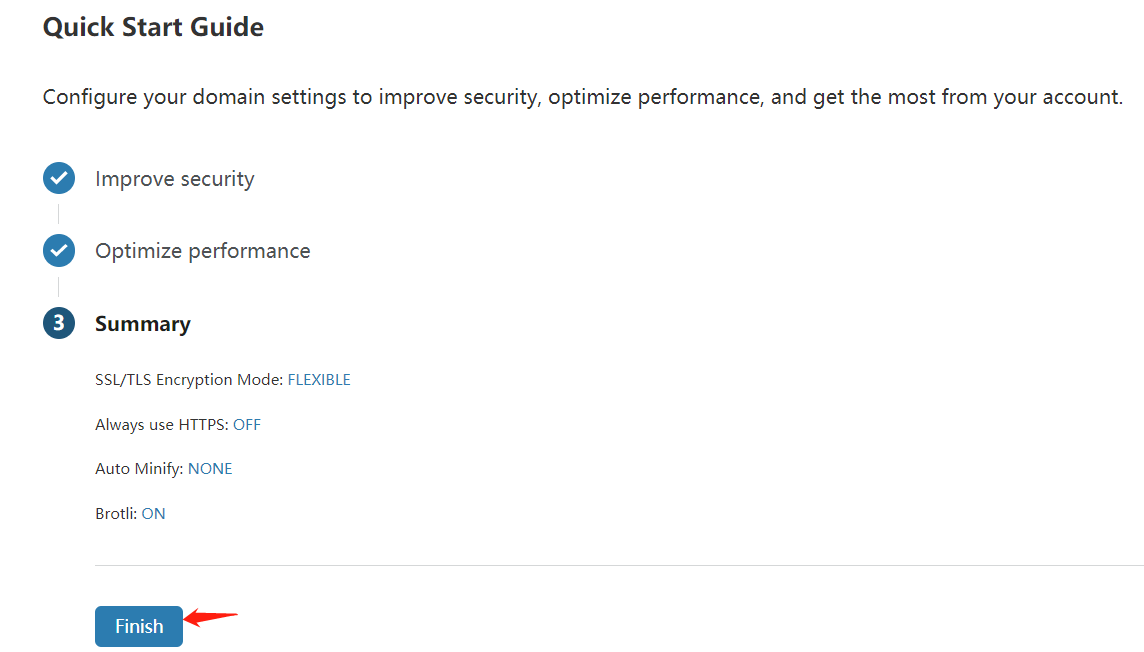 Quick Start Guide
Configure your domain settings to improve security, optimize performance, and get the most from your account.
Improve security
Optimize performance
3 Summary
SSL/TLS Encryption Mode: FLEXIBLE
Always use HTTPS: OFF
Auto Minify: NONE
Brotli: ON
Finish